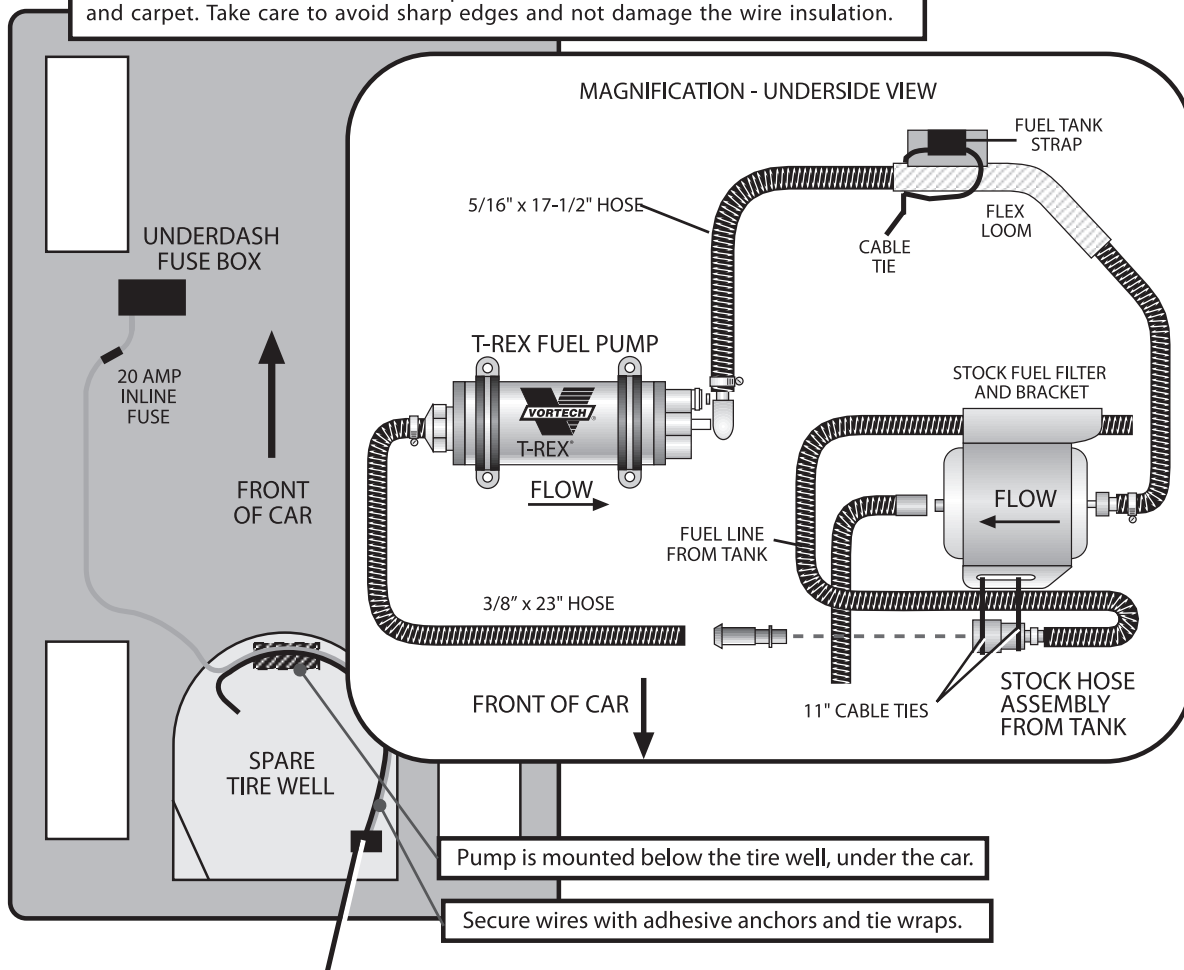 and carpet. Take care to avoid sharp edges and not damage the wire insulation.
MAGNIFICATION - UNDERSIDE VIEW
FUEL TANK
STRAP
5/16" x 17-1/2" HOSE
FLEX
LOOM
CABLE
TIE
UNDERDASH
FUSE BOX
T-REX FUEL PUMP
20 AMP
INLINE
FUSE
STOCK FUEL FILTER
AND BRACKET
VORTECH®
T-REX®
FLOW
FLOW
FRONT
OF CAR
FUEL LINE
FROM TANK
3/8" x 23" HOSE
FRONT OF CAR
11" CABLE TIES
STOCK HOSE
ASSEMBLY
FROM TANK
SPARE
TIRE WELL
Pump is mounted below the tire well, under the car.
Secure wires with adhesive anchors and tie wraps.